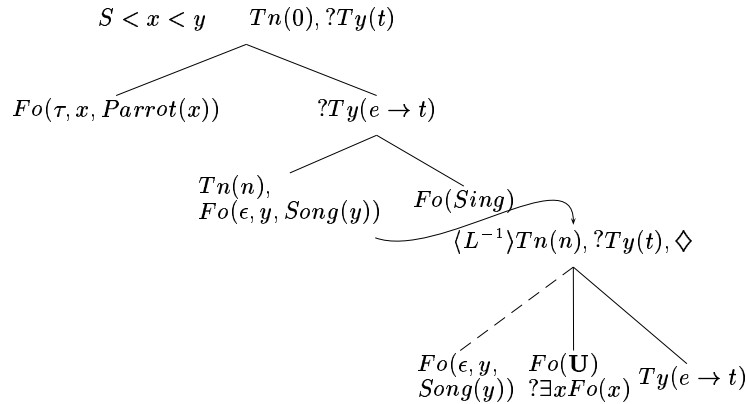 S < x < y Tn(0), ?Ty(t)
Fo(τ, x, Parrot(x)) ?Ty(e → t)
Tn(n),
Fo(ϵ, y, Song(y)) Fo(Sing)
⟨L⁻¹⟩Tn(n), ?Ty(t), ♢
Fo(ϵ, y, Fo(U) Ty(e → t)
Song(y)) ?∃xFo(x)